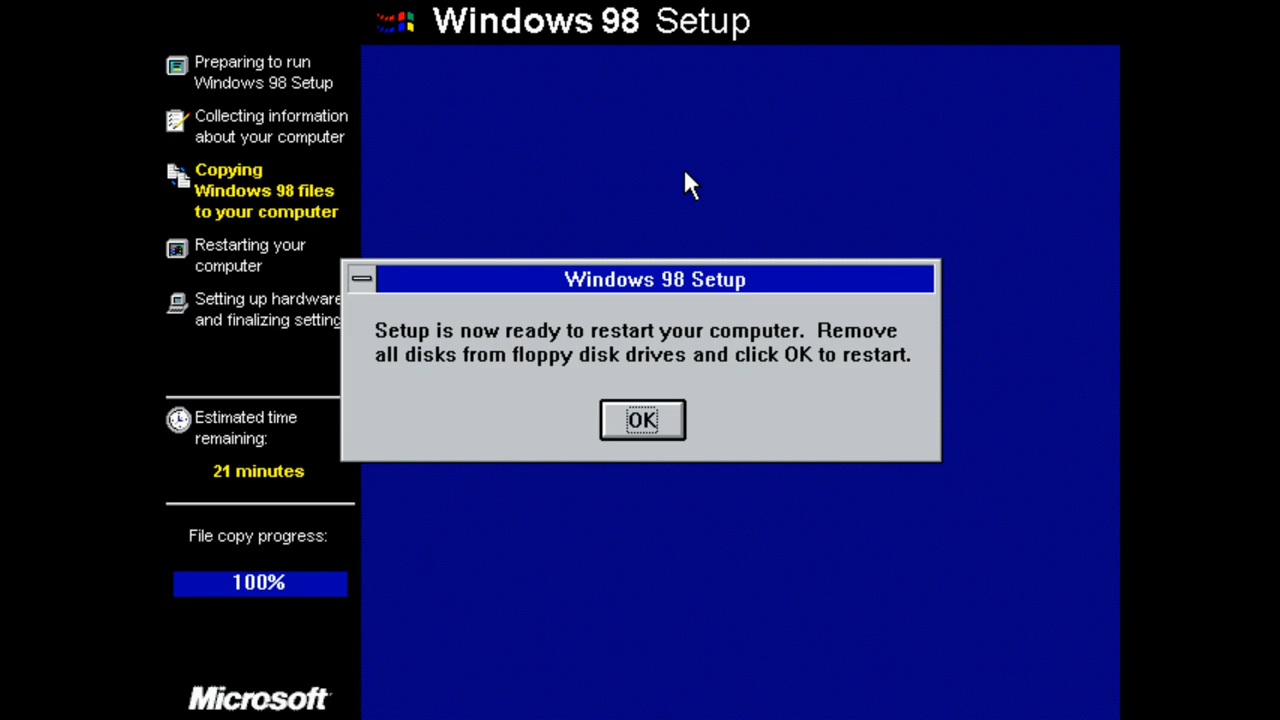 Windows 98 Setup
Preparing to run
Windows 98 Setup
Collecting information
about your computer
Copying
Windows 98 files
to your computer
Restarting your
computer
Setting up hardware
and finalizing setting
Estimated time
remaining:
21 minutes
File copy progress:
100%
Microsoft
Windows 98 Setup
Setup is now ready to restart your computer. Remove
all disks from floppy disk drives and click OK to restart.
OK